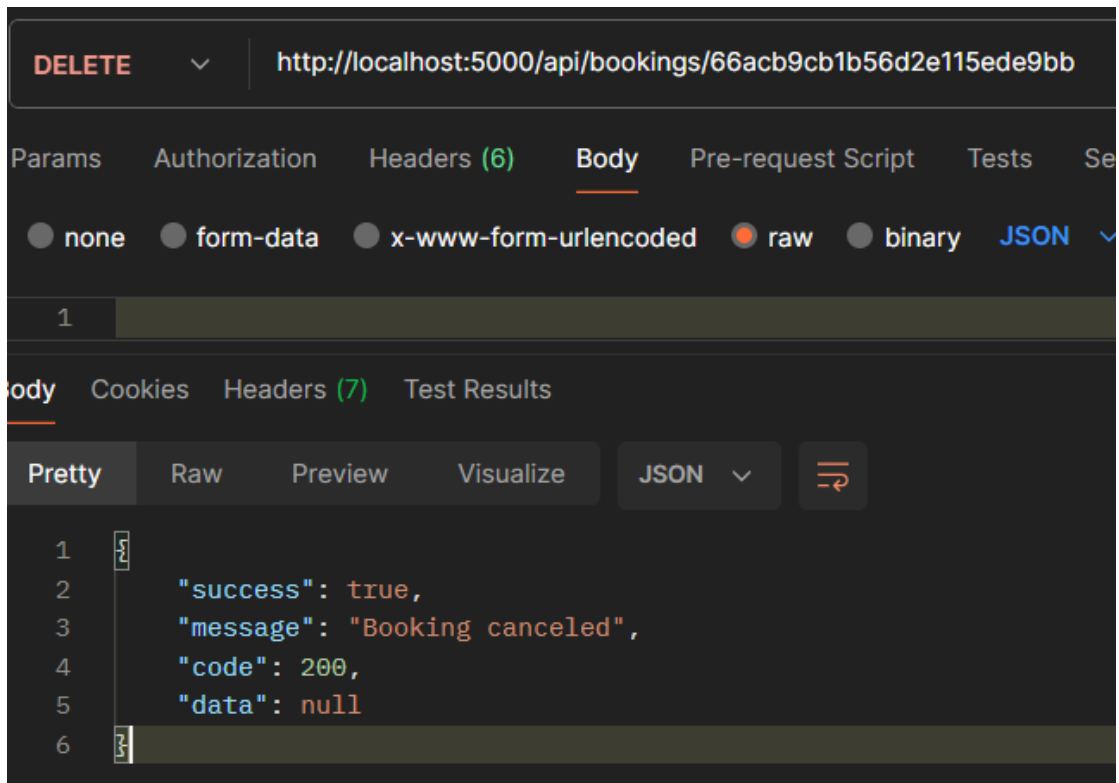 DELETE http://localhost:5000/api/bookings/66acb9cb1b56d2e115ede9bb
Params Authorization Headers (6) Body Pre-request Script Tests Se
none form-data x-www-form-urlencoded raw binary JSON
1
Body Cookies Headers (7) Test Results
Pretty Raw Preview Visualize JSON
1 {
2 "success": true,
3 "message": "Booking canceled",
4 "code": 200,
5 "data": null
6 }